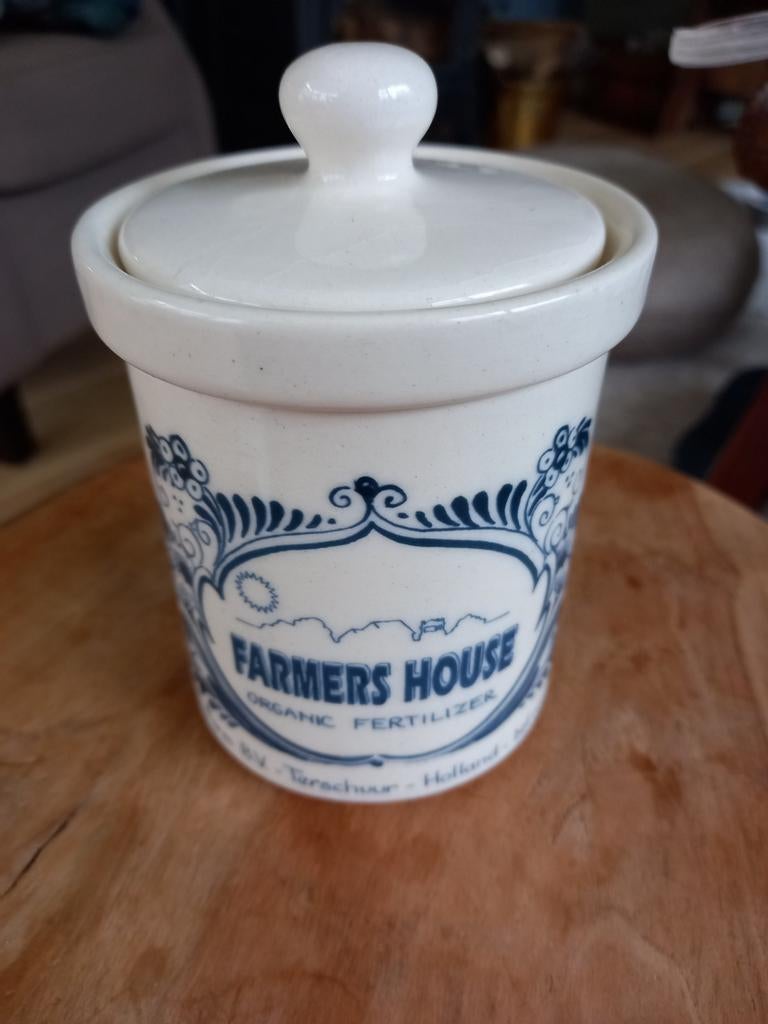 FARMERS HOUSE
ORGANIC FERTILIZER
B.V. - Terschuur - Holland -